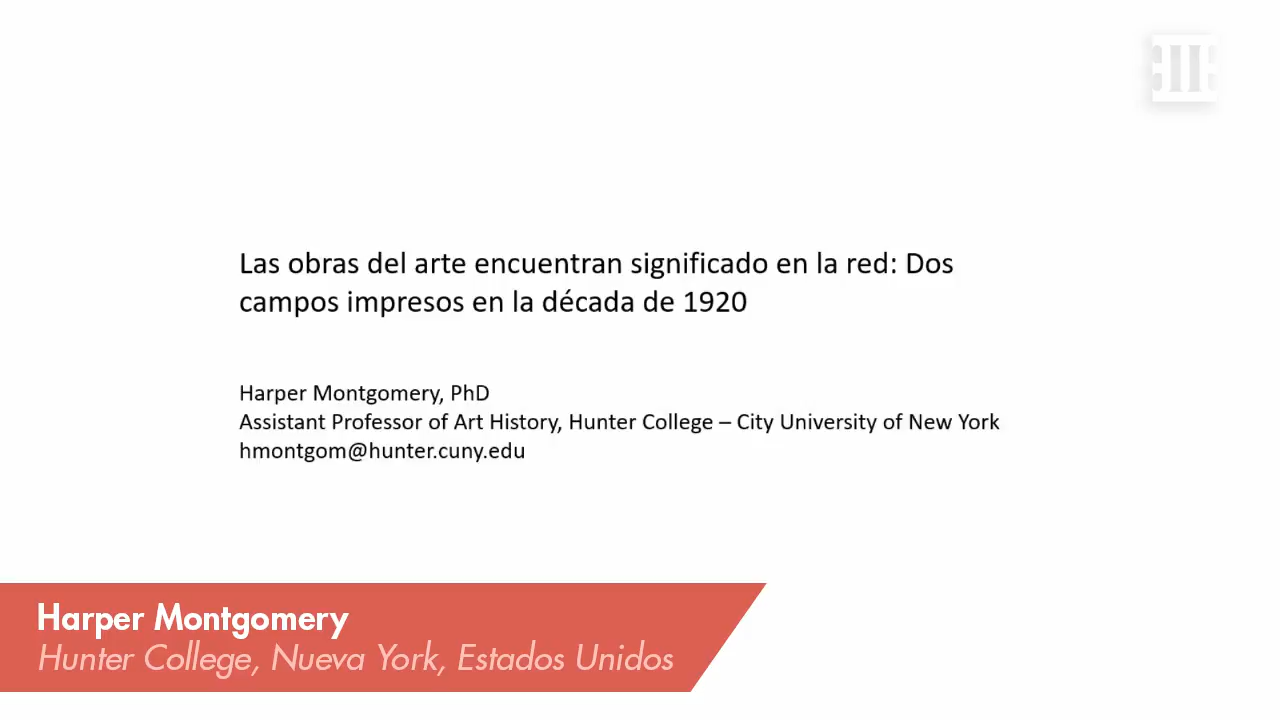 Las obras del arte encuentran significado en la red: Dos
campos impresos en la década de 1920
Harper Montgomery, PhD
Assistant Professor of Art History, Hunter College – City University of New York
hmontgom@hunter.cuny.edu
Harper Montgomery
Hunter College, Nueva York, Estados Unidos